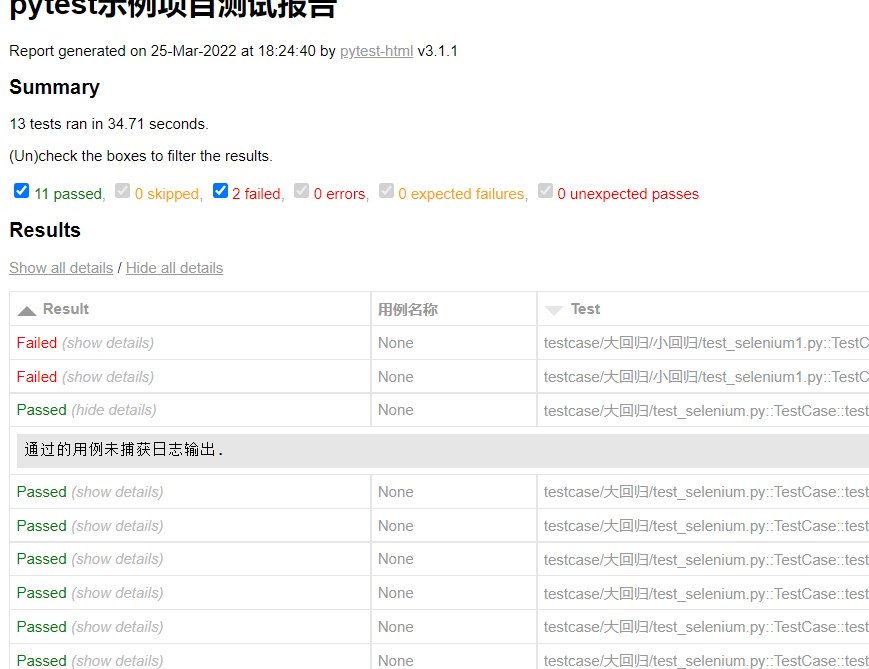 pytest示例项目测试报告
Report generated on 25-Mar-2022 at 18:24:40 by pytest-html v3.1.1
Summary
13 tests ran in 34.71 seconds.
(Un)check the boxes to filter the results.
11 passed, 0 skipped, 2 failed, 0 errors, 0 expected failures, 0 unexpected passes
Results
Show all details / Hide all details
Result 用例名称 Test
Failed (show details) None testcase/大回归/小回归/test_selenium1.py::TestC
Failed (show details) None testcase/大回归/小回归/test_selenium1.py::TestC
Passed (hide details) None testcase/大回归/test_selenium.py::TestCase::test
通过的用例未捕获日志输出.
Passed (show details) None testcase/大回归/test_selenium.py::TestCase::test
Passed (show details) None testcase/大回归/test_selenium.py::TestCase::test
Passed (show details) None testcase/大回归/test_selenium.py::TestCase::test
Passed (show details) None testcase/大回归/test_selenium.py::TestCase::test
Passed (show details) None testcase/大回归/test_selenium.py::TestCase::test
Passed (show details) None testcase/大回归/test_selenium.py::TestCase::test